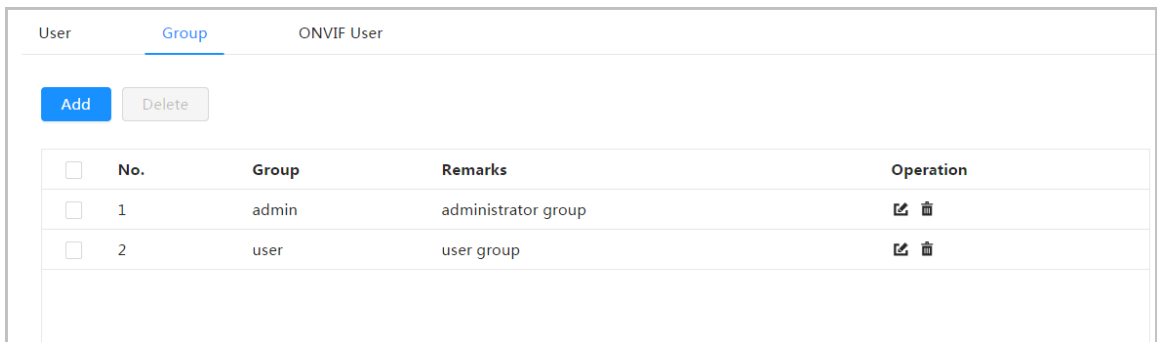 User Group ONVIF User
Add Delete
No. Group Remarks Operation
1 admin administrator group
2 user user group